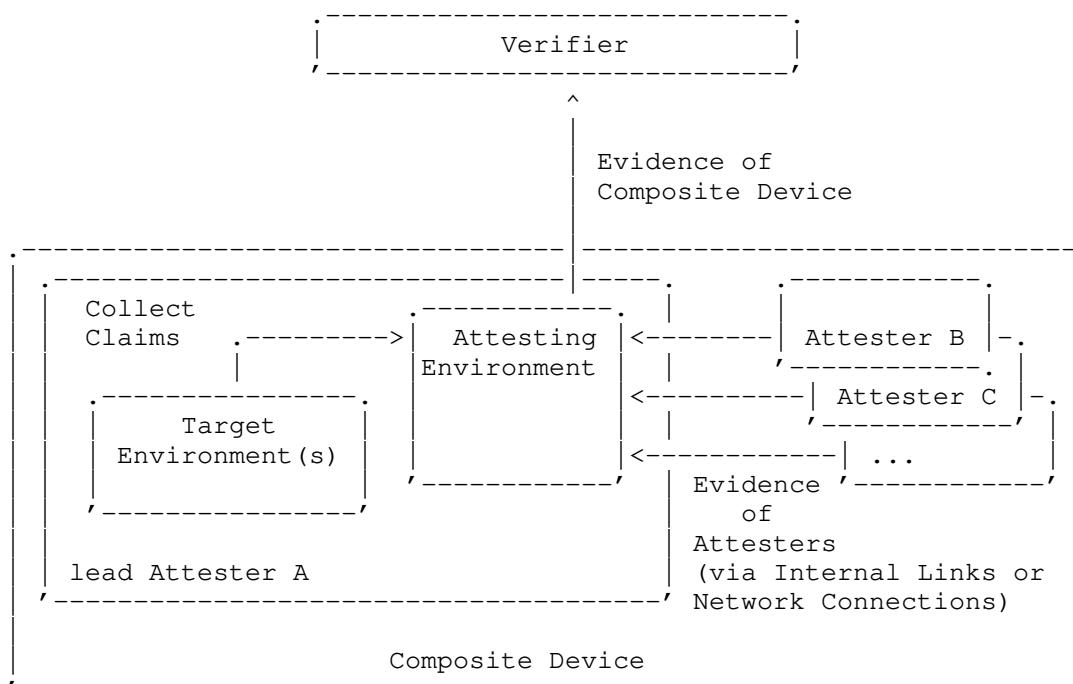 Verifier
Evidence of
Composite Device
Collect
Claims
Attesting
Environment
Attester B
Attester C
Target
Environment(s)
...
Evidence
of
Attesters
(via Internal Links or
Network Connections)
lead Attester A
Composite Device